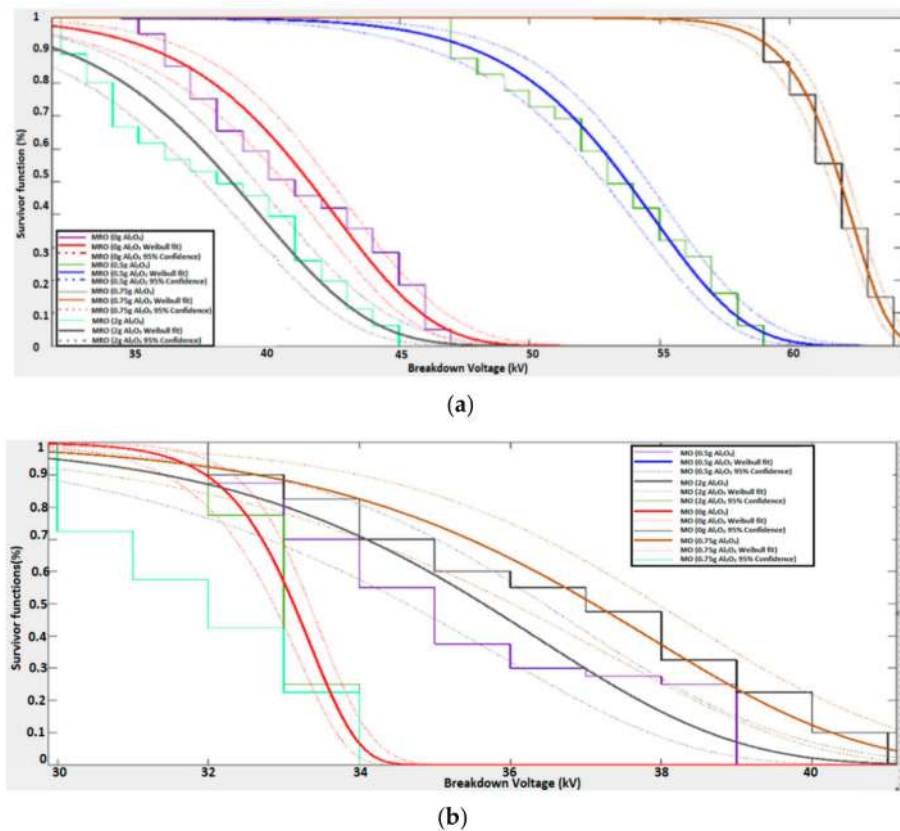 1
0.9
0.8
0.7
0.6
0.5
0.4
0.3
0.2
0.1
0
Survivor function (%)
MRO (0g Al₂O₃)
MRO (0g Al₂O₃ Weibull fit)
MRO (0g Al₂O₃ 95% Confidence)
MRO (0.5g Al₂O₃)
MRO (0.5g Al₂O₃ Weibull fit)
MRO (0.5g Al₂O₃ 95% Confidence)
MRO (0.75g Al₂O₃)
MRO (0.75g Al₂O₃ Weibull fit)
MRO (0.75g Al₂O₃ 95% Confidence)
MRO (2g Al₂O₃)
MRO (2g Al₂O₃ Weibull fit)
MRO (2g Al₂O₃ 95% Confidence)
35 40 45 50 55 60
Breakdown Voltage (kV)
(a)
1
0.9
0.8
0.7
0.6
0.5
0.4
0.3
0.2
0.1
0
Survivor functions(%)
MO (0.5g Al₂O₃)
MO (0.5g Al₂O₃ Weibull fit)
MO (0.5g Al₂O₃ 95% Confidence)
MO (2g Al₂O₃)
MO (2g Al₂O₃ Weibull fit)
MO (2g Al₂O₃ 95% Confidence)
MO (0g Al₂O₃)
MO (0g Al₂O₃ Weibull fit)
MO (0g Al₂O₃ 95% Confidence)
MO (0.75g Al₂O₃)
MO (0.75g Al₂O₃ Weibull fit)
MO (0.75g Al₂O₃ 95% Confidence)
30 32 34 36 38 40
Breakdown Voltage (kV)
(b)